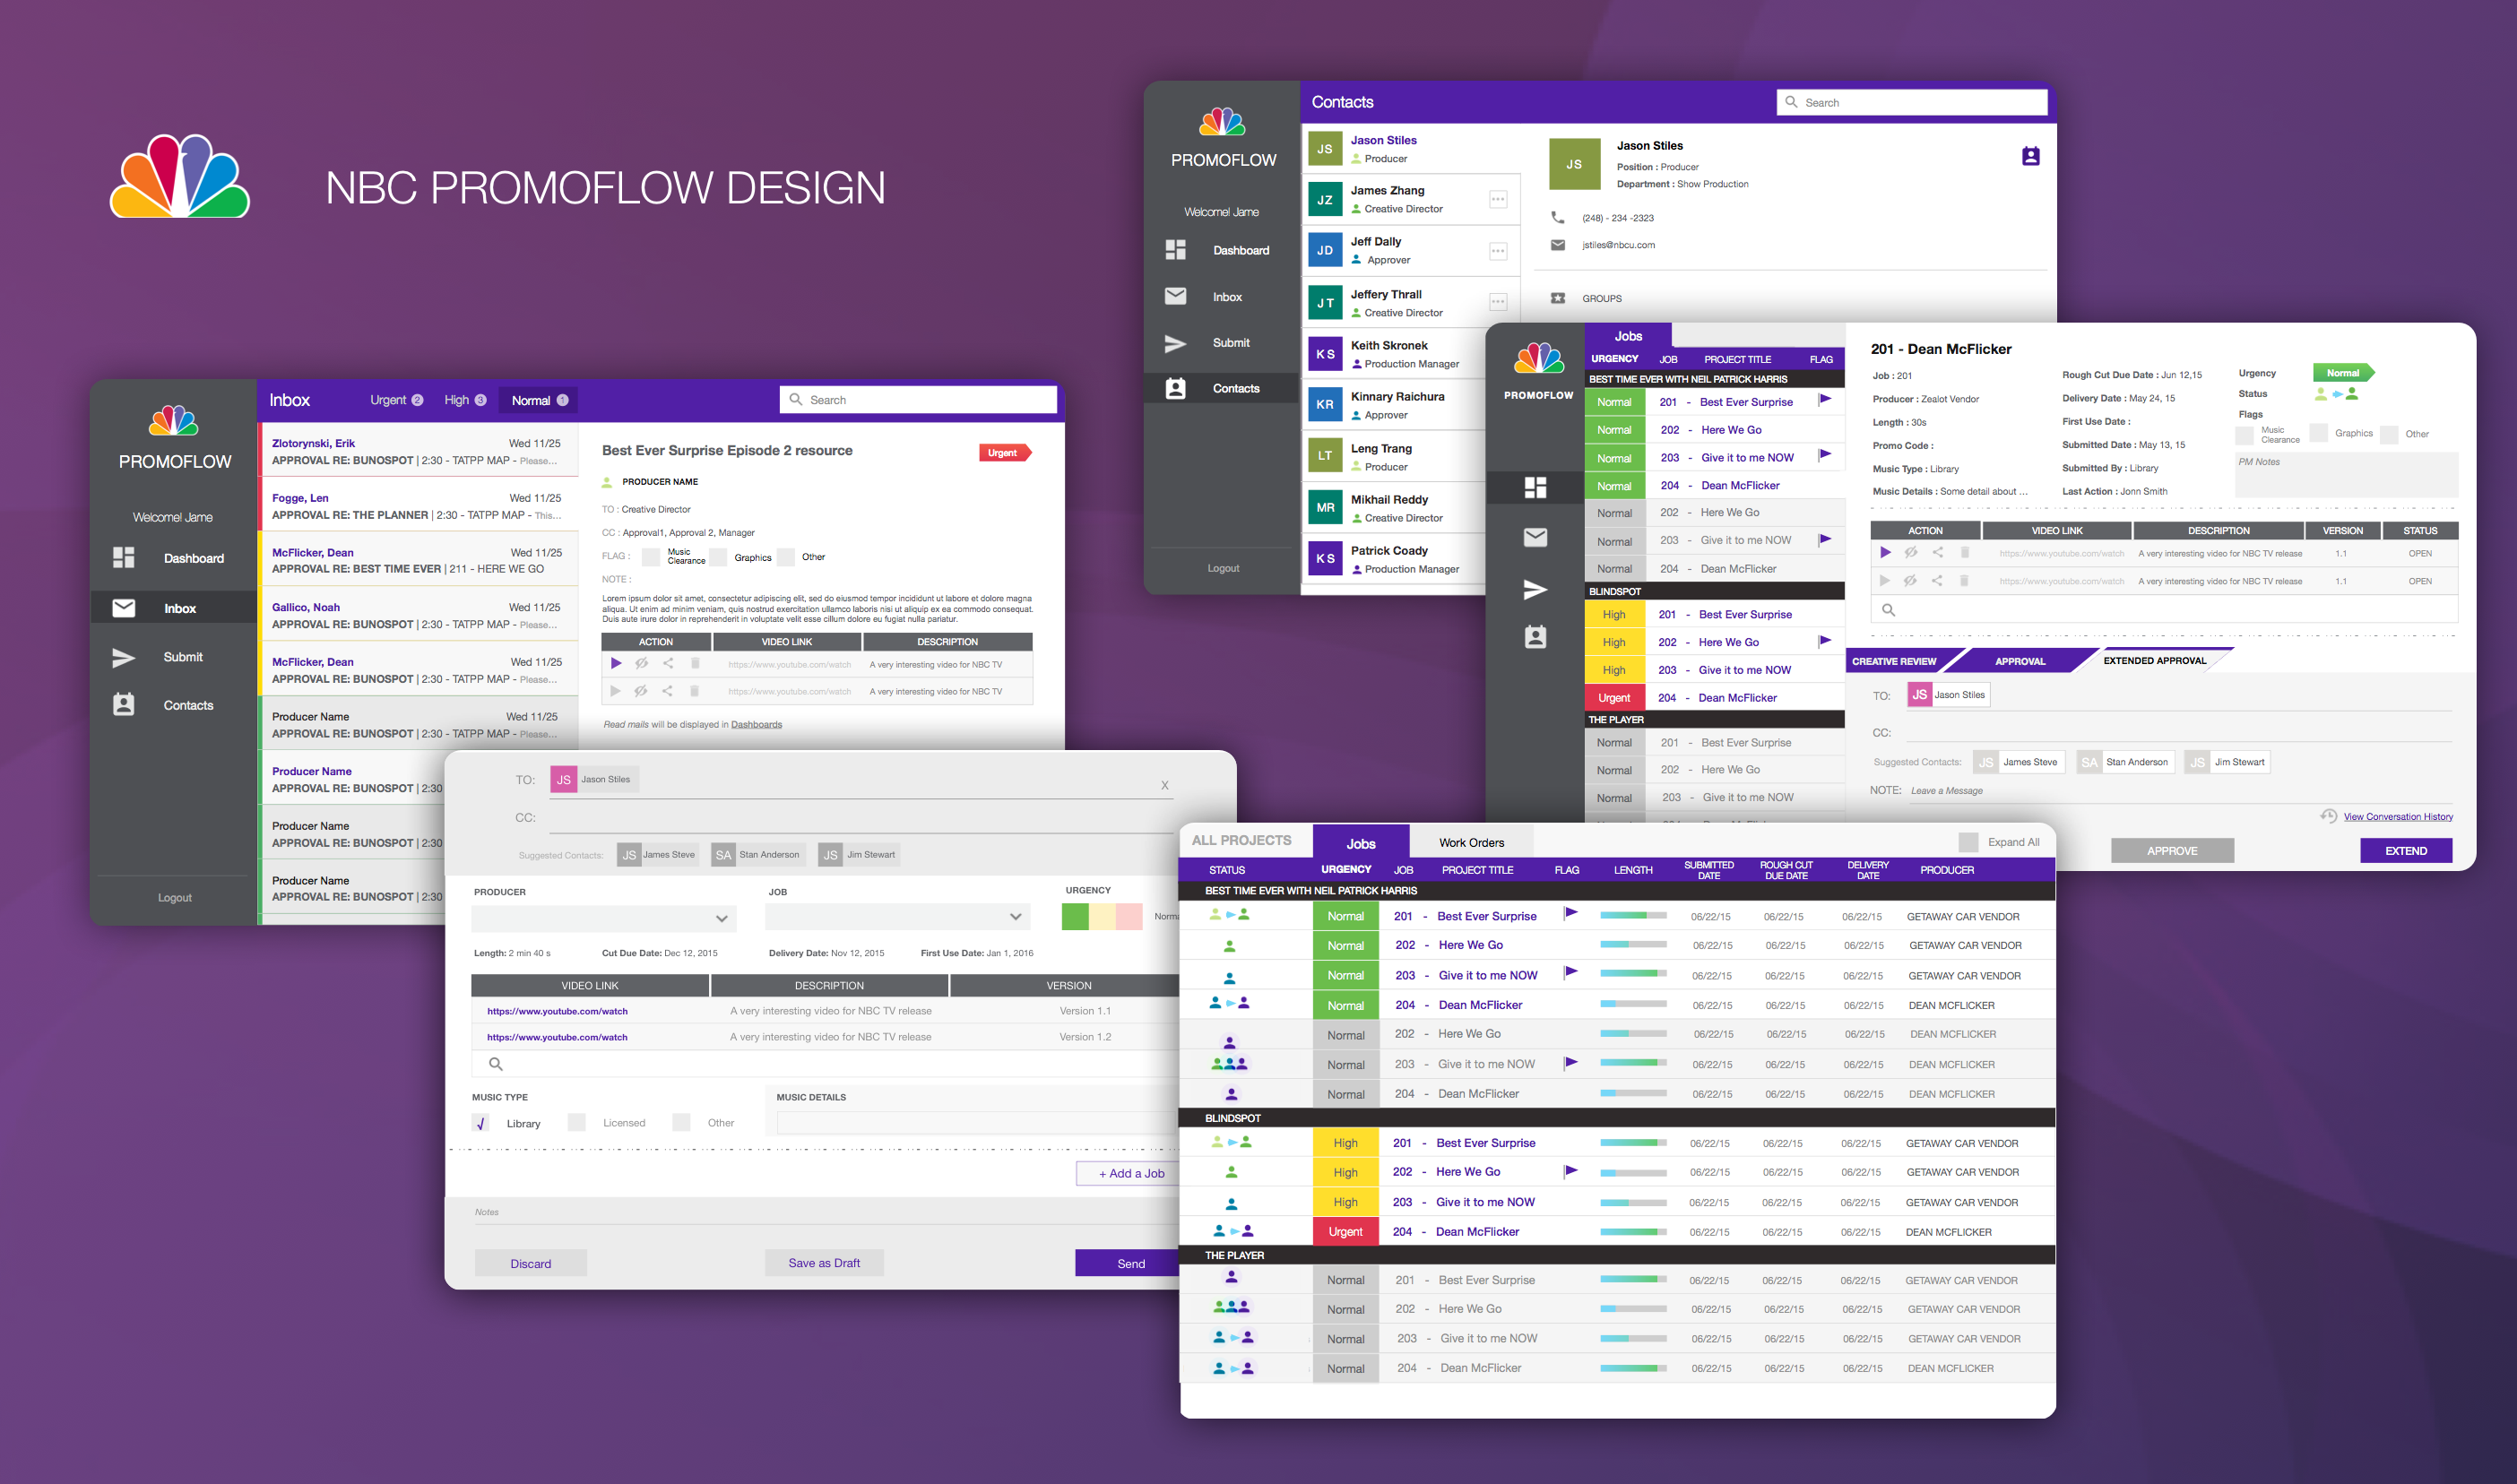 NBC PROMOFLOW DESIGN
PROMOFLOW
Welcome! Jame
Dashboard
Inbox
Submit
Contacts
Logout
Contacts
Search
JS Jason Stiles
Producer
JZ James Zhang
Creative Director
JD Jeff Dally
Approver
JT Jeffery Thrall
Creative Director
KS Keith Skronek
Production Manager
KR Kinnary Raichura
Approver
LT Leng Trang
Producer
MR Mikhail Reddy
Creative Director
KS Patrick Coady
Production Manager
JS
Jason Stiles
Position : Producer
Department : Show Production
(248) - 234 -2323
jstiles@nbcu.com
GROUPS
PROMOFLOW
Welcome! Jame
Dashboard
Inbox
Submit
Contacts
Logout
Inbox Urgent 2 High 3 Normal 1
Search
Zlotorynski, Erik Wed 11/25
APPROVAL RE: BUNOSPOT | 2:30 - TATPP MAP - Please...
Fogge, Len Wed 11/25
APPROVAL RE: THE PLANNER | 2:30 - TATPP MAP - This...
McFlicker, Dean Wed 11/25
APPROVAL RE: BEST TIME EVER | 211 - HERE WE GO
Gallico, Noah Wed 11/25
APPROVAL RE: BUNOSPOT | 2:30 - TATPP MAP - Please...
McFlicker, Dean Wed 11/25
APPROVAL RE: BUNOSPOT | 2:30 - TATPP MAP - Please...
Producer Name Wed 11/25
APPROVAL RE: BUNOSPOT | 2:30 - TATPP MAP - Please...
Producer Name
APPROVAL RE: BUNOSPOT | 2:30
Producer Name
APPROVAL RE: BUNOSPOT | 2:30
Producer Name
APPROVAL RE: BUNOSPOT | 2:30
Best Ever Surprise Episode 2 resource
Urgent
PRODUCER NAME
TO : Creative Director
CC : Approval1, Approval 2, Manager
FLAG : Music Clearance Graphics Other
NOTE :
Lorem ipsum dolor sit amet, consectetur adipiscing elit, sed do eiusmod tempor incididunt ut labore et dolore magna
aliqua. Ut enim ad minim veniam, quis nostrud exercitation ullamco laboris nisi ut aliquip ex ea commodo consequat.
Duis aute irure dolor in reprehenderit in voluptate velit esse cillum dolore eu fugiat nulla pariatur.
ACTION VIDEO LINK DESCRIPTION
https://www.youtube.com/watch A very interesting video for NBC TV
https://www.youtube.com/watch A very interesting video for NBC TV
Read mails will be displayed in Dashboards
PROMOFLOW
Jobs
URGENCY JOB PROJECT TITLE FLAG
BEST TIME EVER WITH NEIL PATRICK HARRIS
Normal 201 - Best Ever Surprise
Normal 202 - Here We Go
Normal 203 - Give it to me NOW
Normal 204 - Dean McFlicker
Normal 202 - Here We Go
Normal 203 - Give it to me NOW
Normal 204 - Dean McFlicker
BLINDSPOT
High 201 - Best Ever Surprise
High 202 - Here We Go
High 203 - Give it to me NOW
Urgent 204 - Dean McFlicker
THE PLAYER
Normal 201 - Best Ever Surprise
Normal 202 - Here We Go
Normal 203 - Give it to me NOW
201 - Dean McFlicker
Job : 201
Producer : Zealot Vendor
Length : 30s
Promo Code :
Music Type : Library
Music Details : Some detail about ...
Rough Cut Due Date : Jun 12,15
Delivery Date : May 24, 15
First Use Date :
Submitted Date : May 13, 15
Submitted By : Library
Last Action : Jonn Smith
Urgency Normal
Status
Flags
Music Clearance Graphics Other
PM Notes
ACTION VIDEO LINK DESCRIPTION VERSION STATUS
https://www.youtube.com/watch A very interesting video for NBC TV release 1.1 OPEN
https://www.youtube.com/watch A very interesting video for NBC TV release 1.1 OPEN
CREATIVE REVIEW APPROVAL EXTENDED APPROVAL
TO: JS Jason Stiles
CC:
Suggested Contacts: JS James Steve SA Stan Anderson JS Jim Stewart
NOTE: Leave a Message
View Conversation History
APPROVE EXTEND
TO: JS Jason Stiles X
CC:
Suggested Contacts: JS James Steve SA Stan Anderson JS Jim Stewart
PRODUCER JOB URGENCY
Norma
Length: 2 min 40 s Cut Due Date: Dec 12, 2015 Delivery Date: Nov 12, 2015 First Use Date: Jan 1, 2016
VIDEO LINK DESCRIPTION VERSION
https://www.youtube.com/watch A very interesting video for NBC TV release Version 1.1
https://www.youtube.com/watch A very interesting video for NBC TV release Version 1.2
MUSIC TYPE MUSIC DETAILS
√ Library Licensed Other
+ Add a Job
Notes
Discard Save as Draft Send
ALL PROJECTS Jobs Work Orders Expand All
STATUS URGENCY JOB PROJECT TITLE FLAG LENGTH SUBMITTED DATE ROUGH CUT DUE DATE DELIVERY DATE PRODUCER
BEST TIME EVER WITH NEIL PATRICK HARRIS
Normal 201 - Best Ever Surprise 06/22/15 06/22/15 06/22/15 GETAWAY CAR VENDOR
Normal 202 - Here We Go 06/22/15 06/22/15 06/22/15 GETAWAY CAR VENDOR
Normal 203 - Give it to me NOW 06/22/15 06/22/15 06/22/15 GETAWAY CAR VENDOR
Normal 204 - Dean McFlicker 06/22/15 06/22/15 06/22/15 DEAN MCFLICKER
Normal 202 - Here We Go 06/22/15 06/22/15 06/22/15 DEAN MCFLICKER
Normal 203 - Give it to me NOW 06/22/15 06/22/15 06/22/15 DEAN MCFLICKER
Normal 204 - Dean McFlicker 06/22/15 06/22/15 06/22/15 DEAN MCFLICKER
BLINDSPOT
High 201 - Best Ever Surprise 06/22/15 06/22/15 06/22/15 GETAWAY CAR VENDOR
High 202 - Here We Go 06/22/15 06/22/15 06/22/15 GETAWAY CAR VENDOR
High 203 - Give it to me NOW 06/22/15 06/22/15 06/22/15 GETAWAY CAR VENDOR
Urgent 204 - Dean McFlicker 06/22/15 06/22/15 06/22/15 DEAN MCFLICKER
THE PLAYER
Normal 201 - Best Ever Surprise 06/22/15 06/22/15 06/22/15 GETAWAY CAR VENDOR
Normal 202 - Here We Go 06/22/15 06/22/15 06/22/15 GETAWAY CAR VENDOR
Normal 203 - Give it to me NOW 06/22/15 06/22/15 06/22/15 GETAWAY CAR VENDOR
Normal 204 - Dean McFlicker 06/22/15 06/22/15 06/22/15 DEAN MCFLICKER